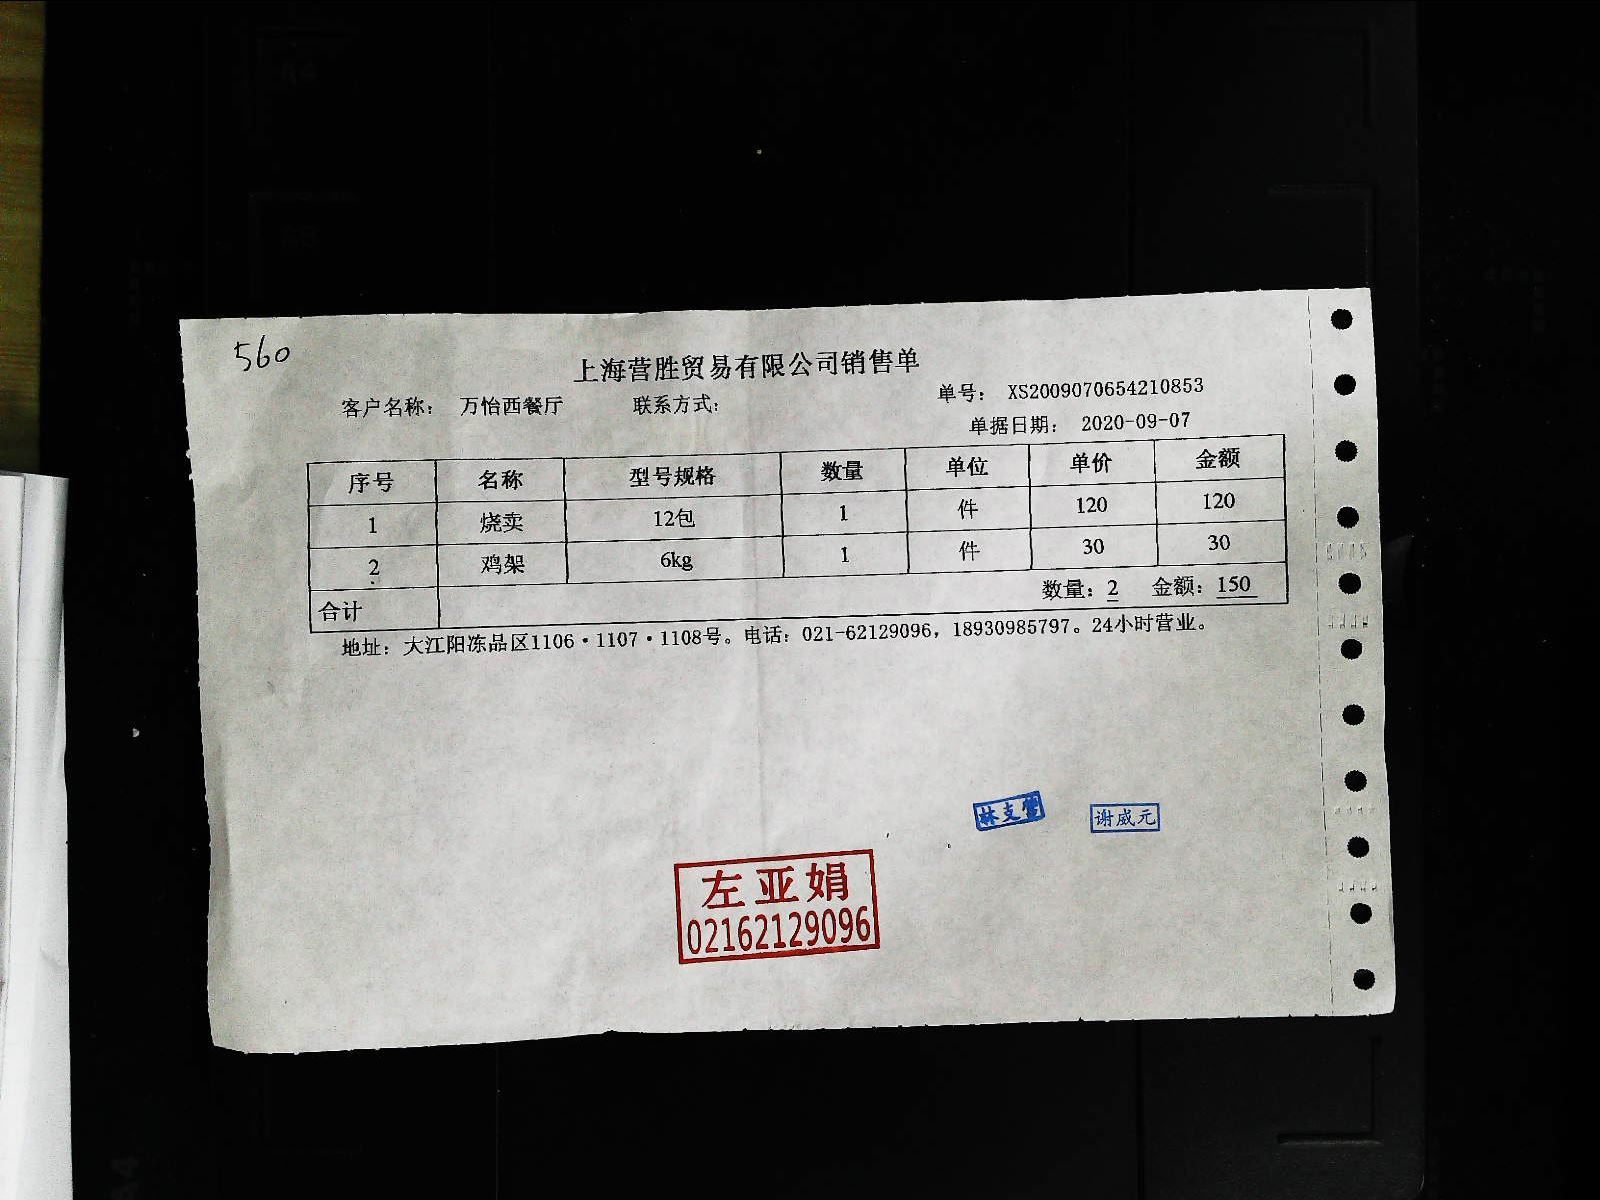 560
上海营胜贸易有限公司销售单
客户名称： 万怡西餐厅 联系方式： 单号： XS2009070654210853
单据日期： 2020-09-07
序号 名称 型号规格 数量 单位 单价 金额
1 烧卖 12包 1 件 120 120
2 鸡架 6kg 1 件 30 30
合计 数量：2 金额：150
地址：大江阳冻品区1106·1107·1108号。电话：021-62129096，18930985797。24小时营业。
谢威元
左亚娟
02162129096